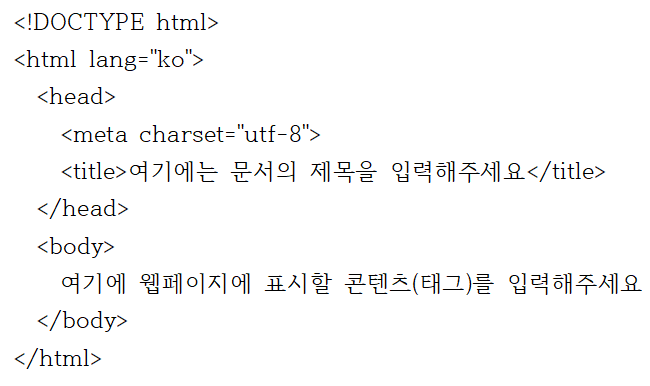 <!DOCTYPE html>
<html lang="ko">
<head>
<meta charset="utf-8">
<title>여기에는 문서의 제목을 입력해주세요</title>
</head>
<body>
여기에 웹페이지에 표시할 콘텐츠(태그)를 입력해주세요
</body>
</html>